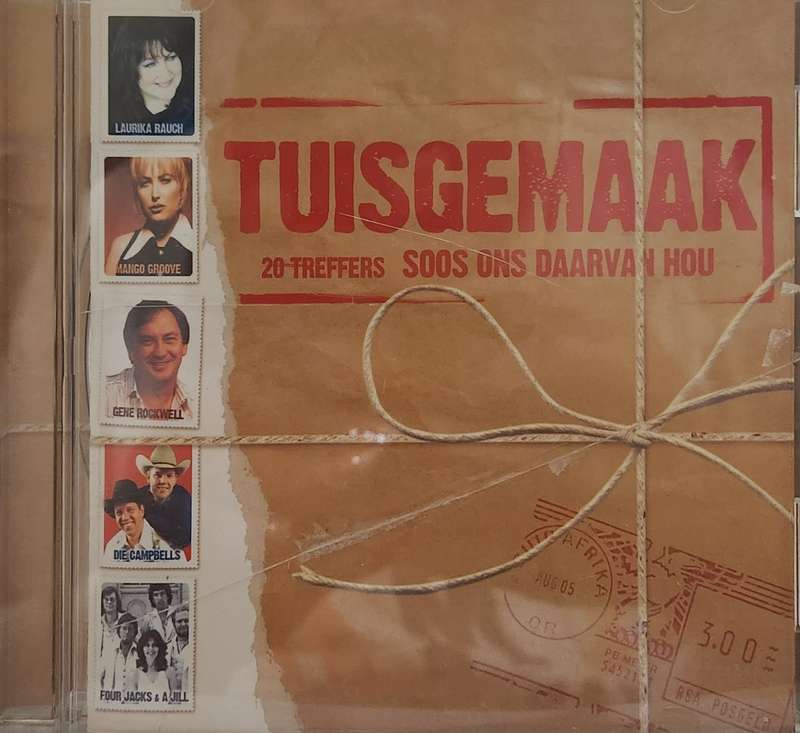 LAURIKA RAUCH
MANGO GROOVE
GENE ROCKWELL
DIE CAMPBELLS
FOUR JACKS & A JILL
TUISGEMAAK
20 TREFFERS SOOS ONS DAARVAN HOU
AFRIKA
AUG 05
3.00
RSA POSGELD